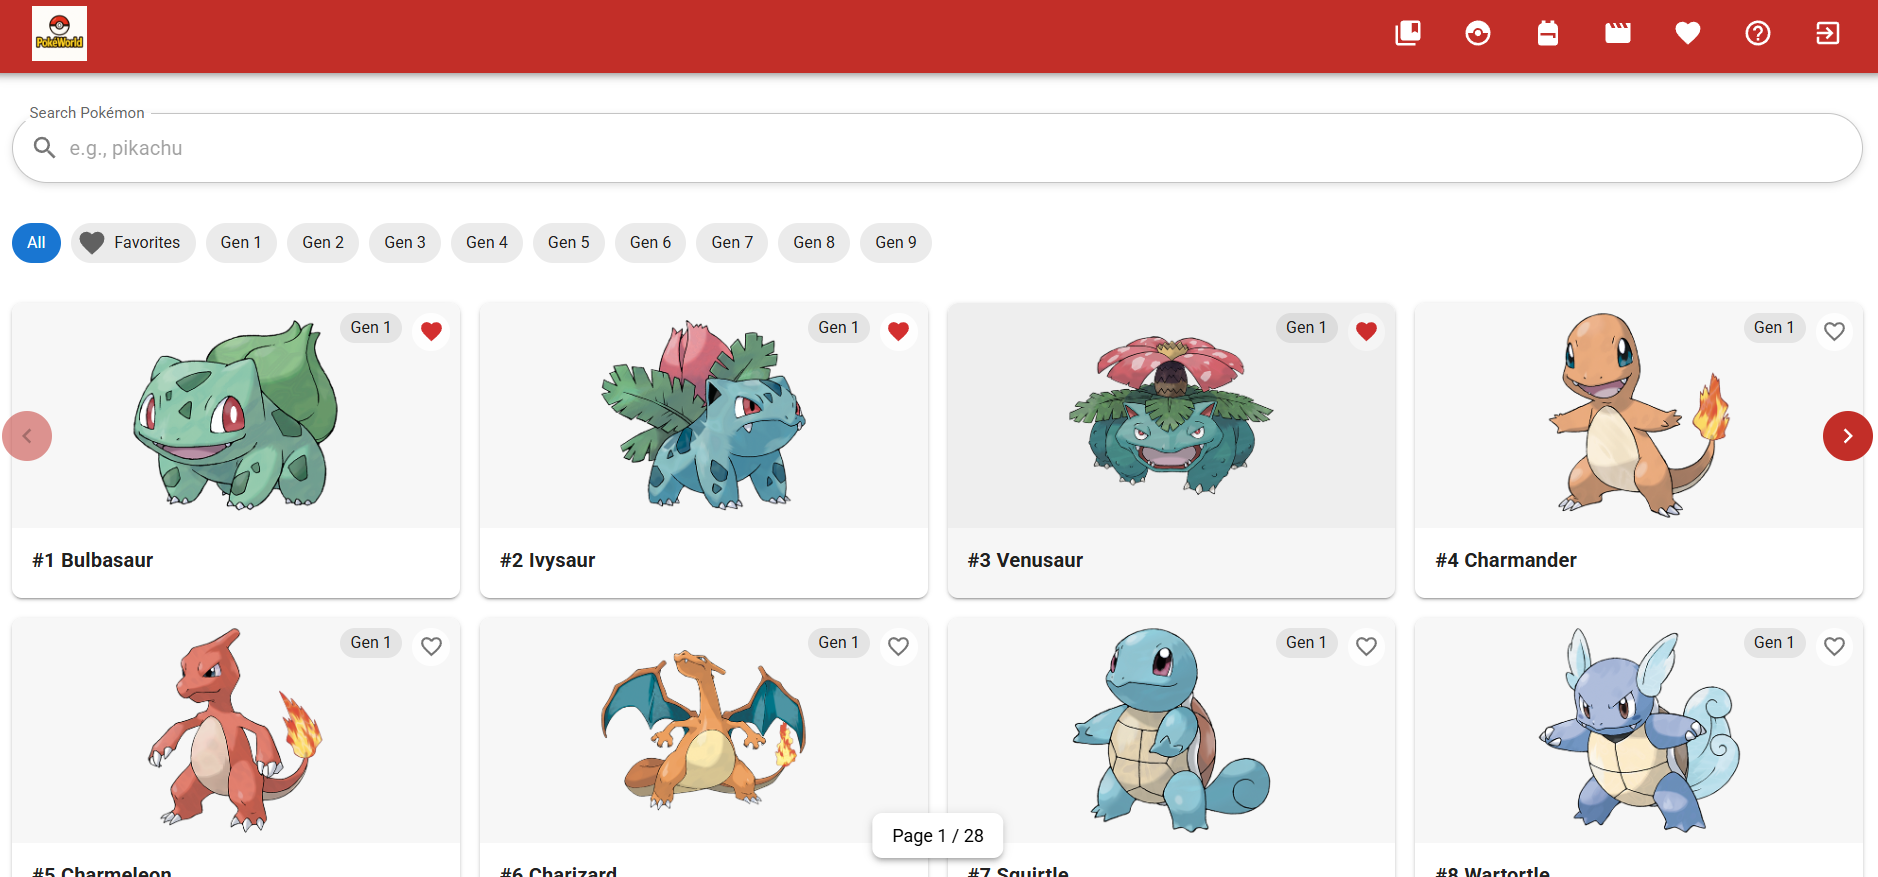 PokéWorld
Search Pokémon
e.g., pikachu
All
Favorites
Gen 1
Gen 2
Gen 3
Gen 4
Gen 5
Gen 6
Gen 7
Gen 8
Gen 9
Gen 1
Gen 1
Gen 1
Gen 1
#1 Bulbasaur
#2 Ivysaur
#3 Venusaur
#4 Charmander
Gen 1
Gen 1
Gen 1
Gen 1
Page 1 / 28
#5 Charmeleon
#6 Charizard
#7 Squirtle
#8 Wartortle